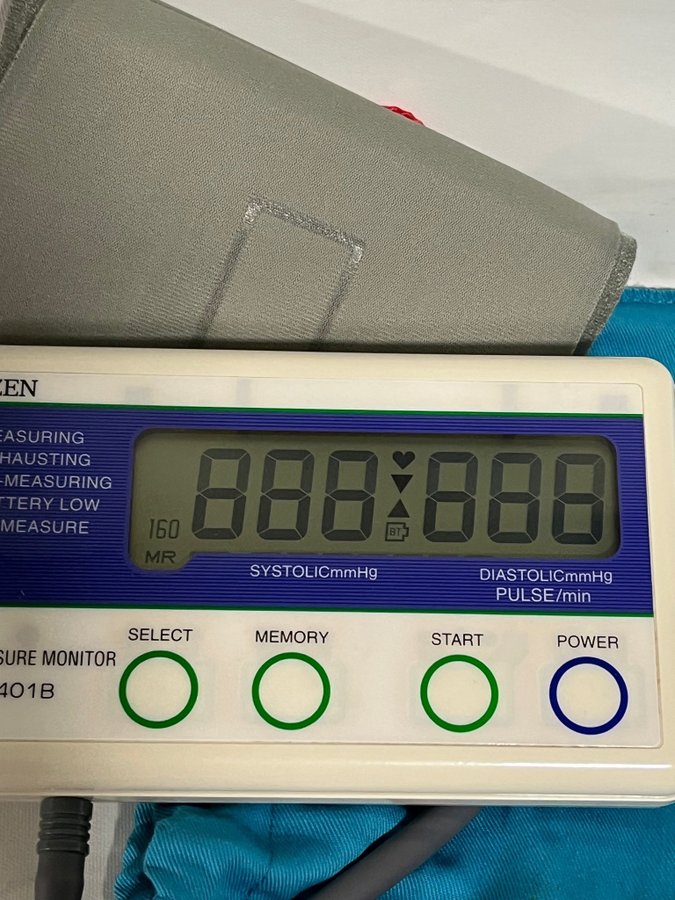 ZEN
EASURING
HAUSTING
-MEASURING
TTERY LOW
MEASURE
888 888
160
BT
MR
SYSTOLICmmHg
DIASTOLICmmHg
PULSE/min
SELECT MEMORY START POWER
SURE MONITOR
401B